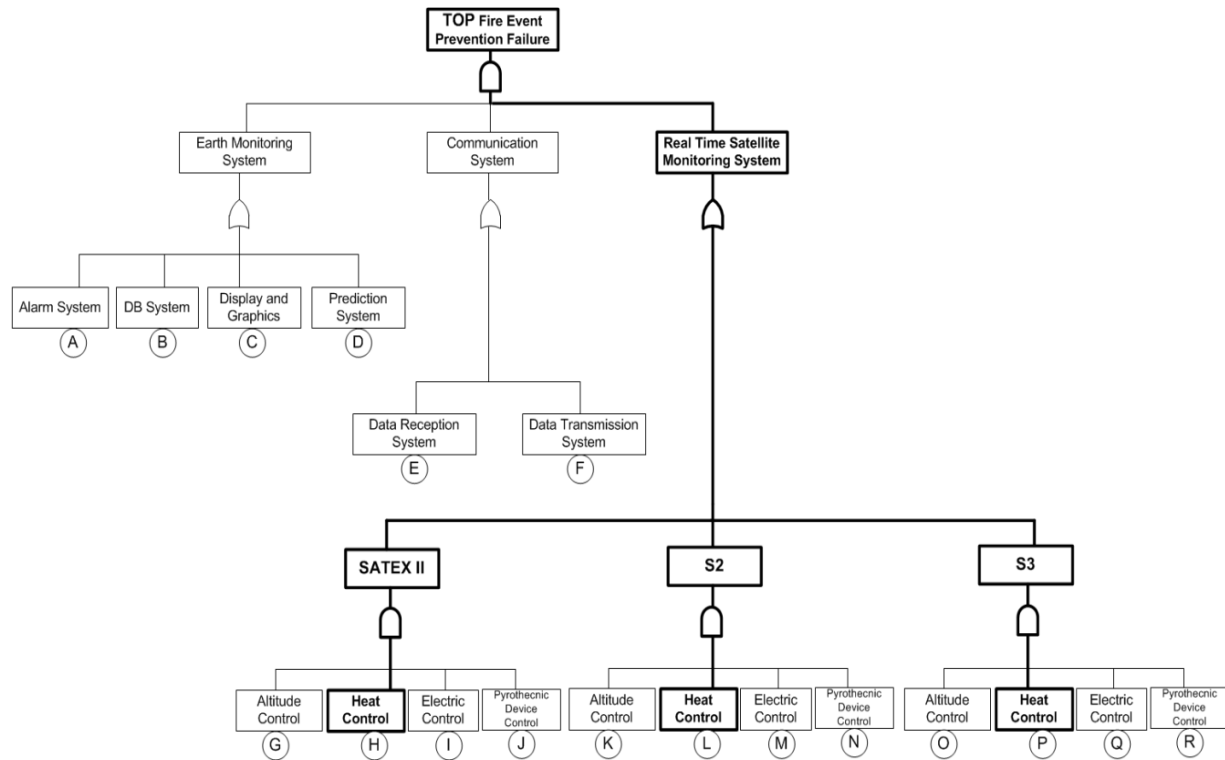 TOP Fire Event
Prevention Failure
Earth Monitoring
System
Communication
System
Real Time Satellite
Monitoring System
Alarm System
DB System
Display and
Graphics
Prediction
System
A
B
C
D
Data Reception
System
Data Transmission
System
E
F
SATEX II
S2
S3
Altitude
Control
Heat
Control
Electric
Control
Pyrothecnic
Device
Control
Altitude
Control
Heat
Control
Electric
Control
Pyrothecnic
Device
Control
Altitude
Control
Heat
Control
Electric
Control
Pyrothecnic
Device
Control
G
H
I
J
K
L
M
N
O
P
Q
R